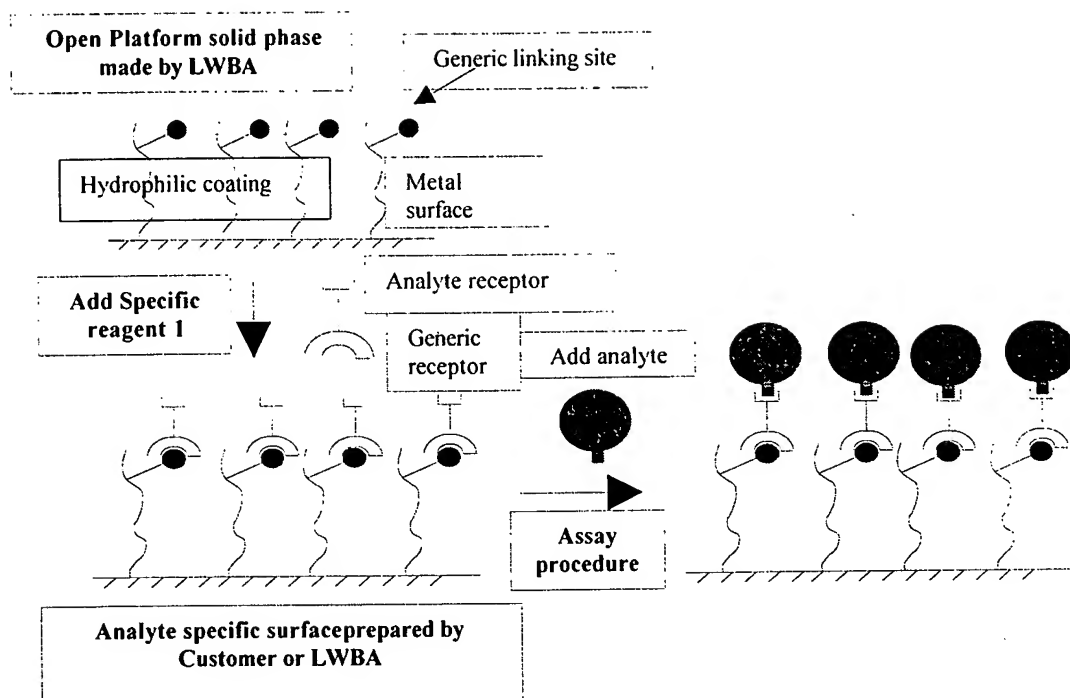 Open Platform solid phase
made by LWBA
Generic linking site
Hydrophilic coating
Metal
surface
Add Specific
reagent 1
Analyte receptor
Generic
receptor
Add analyte
Assay
procedure
Analyte specific surfaceprepared by
Customer or LWBA